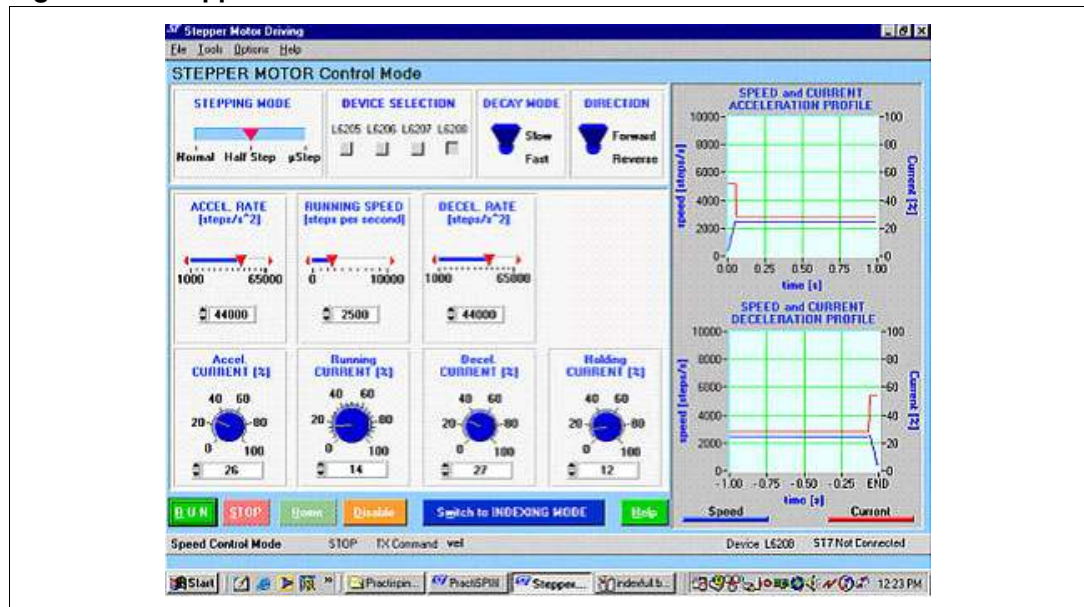 Stepper Motor Driving
File Tools Options Help
STEPPER MOTOR Control Mode
STEPPING MODE
Normal Half Step µStep
DEVICE SELECTION
L6205 L6206 L6207 L6208
DECAY MODE
Slow
Fast
DIRECTION
Forward
Reverse
ACCEL. RATE
[steps/s^2]
1000 65000
44000
RUNNING SPEED
[steps per second]
0 10000
2500
DECEL. RATE
[steps/s^2]
1000 65000
44000
Accel.
CURRENT [%]
40 60
20 80
0 100
26
Running
CURRENT [%]
40 60
20 80
0 100
14
Decel.
CURRENT [%]
40 60
20 80
0 100
27
Holding
CURRENT [%]
40 60
20 80
0 100
12
SPEED and CURRENT
ACCELERATION PROFILE
speed [steps/s]
10000
8000
6000
4000
2000
0
100
80
60
40
20
0
Current [%]
0.00 0.25 0.50 0.75 1.00
time [s]
SPEED and CURRENT
DECELERATION PROFILE
speed [steps/s]
10000
8000
6000
4000
2000
0
100
80
60
40
20
0
Current [%]
-1.00 -0.75 -0.50 -0.25 END
time [s]
Speed Current
RUN STOP Home Disable Switch to INDEXING MODE Help
Speed Control Mode STOP TX Command vel Device L6208 ST7 Not Connected
Start Practispin... PractiSPIN Stepper... 12:23 PM